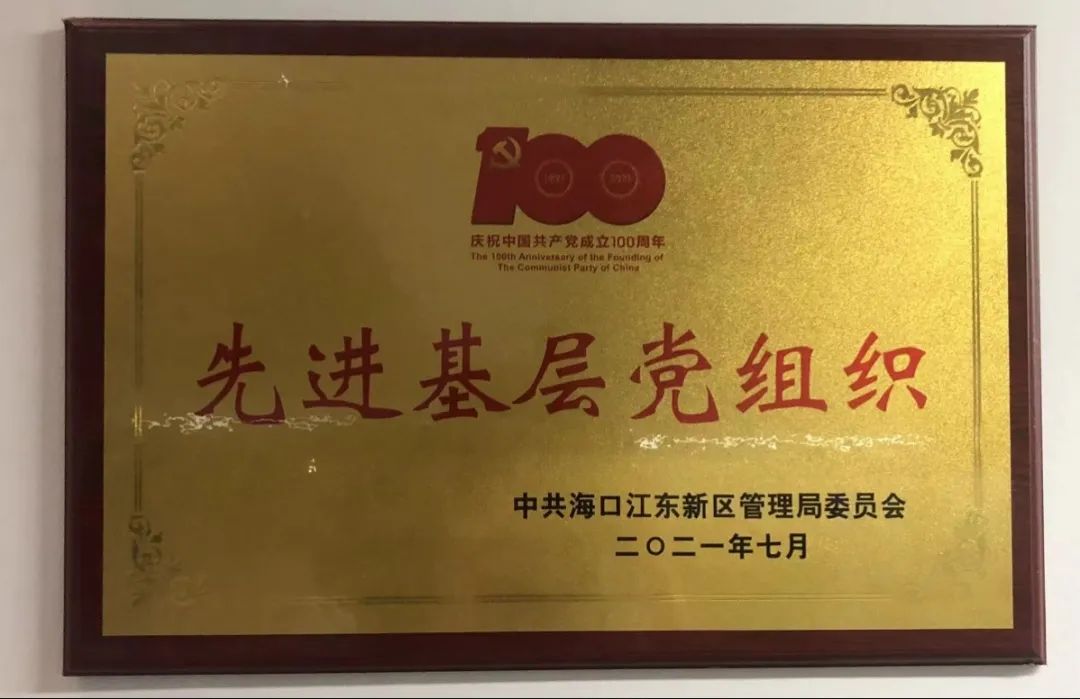 100
1921 2021
庆祝中国共产党成立100周年
The 100th Anniversary of the Founding of
The Communist Party of China
先进基层党组织
中共海口江东新区管理局委员会
二〇二一年七月